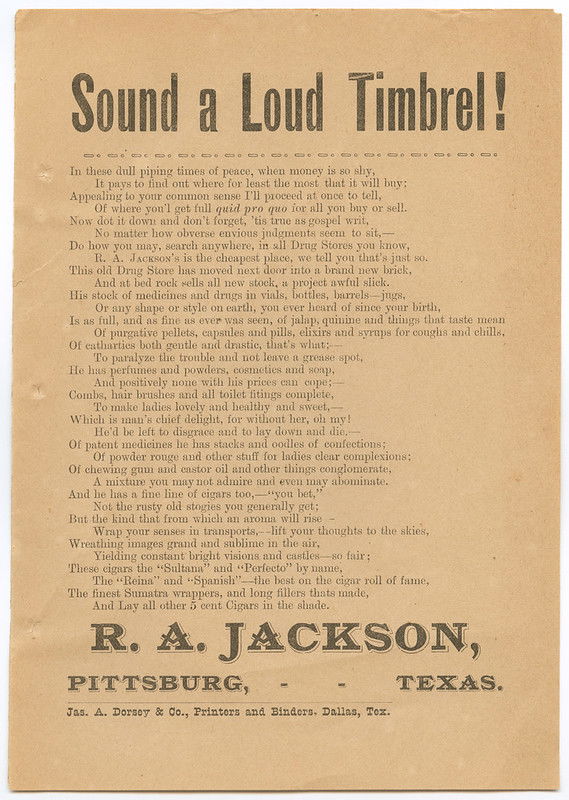 Sound a Loud Timbrel!
In these dull piping times of peace, when money is so shy,
It pays to find out where for least the most that it will buy;
Appealing to your common sense I'll proceed at once to tell,
Of where you'l get full quid pro quo for all you buy or sell.
Now dot it down and don't forget, 'tis true as gospel writ,
No matter how obverse envious judgments seem to sit,—
Do how you may, search anywhere, in all Drug Stores you know,
R. A. JACKSON'S is the cheapest place, we tell you that's just so.
This old Drug Store has moved next door into a brand new brick,
And at bed rock sells all new stock, a project awful slick.
His stock of medicines and drugs in vials, bottles, barrels—jugs,
Or any shape or style on earth, you ever heard of since your birth,
Is as full, and as fine as ever was seen, of jalap, quinine and things that taste mean
Of purgative pellets, capsules and pills, elixirs and syrups for coughs and chills,
Of cathartics both gentle and drastic, that's what;—
To paralyze the trouble and not leave a grease spot,
He has perfumes and powders, cosmetics and soap,
And positively none with his prices can cope;—
Combs, hair brushes and all toilet fitings complete,
To make ladies lovely and healthy and sweet,—
Which is man's chief delight, for without her, oh my!
He'd be left to disgrace and to lay down and die.—
Of patent medicines he has stacks and oodles of confections;
Of powder rouge and other stuff for ladies clear complexions;
Of chewing gum and castor oil and other things conglomerate,
A mixture you may not admire and even may abominate.
And he has a fine line of cigars too,—"you bet,"
Not the rusty old stogies you generally get;
But the kind that from which an aroma will rise –
Wrap your senses in transports,—lift your thoughts to the skies,
Wreathing images grand and sublime in the air,
Yielding constant bright visions and castles—so fair;
These cigars the "Sultana" and "Perfecto" by name,
The "Reina" and "Spanish"—the best on the cigar roll of fame,
The finest Sumatra wrappers, and long fillers thats made,
And Lay all other 5 cent Cigars in the shade.
R. A. JACKSON,
PITTSBURG, - - TEXAS.
Jas. A. Dorsey & Co., Printers and Binders. Dallas, Tex.